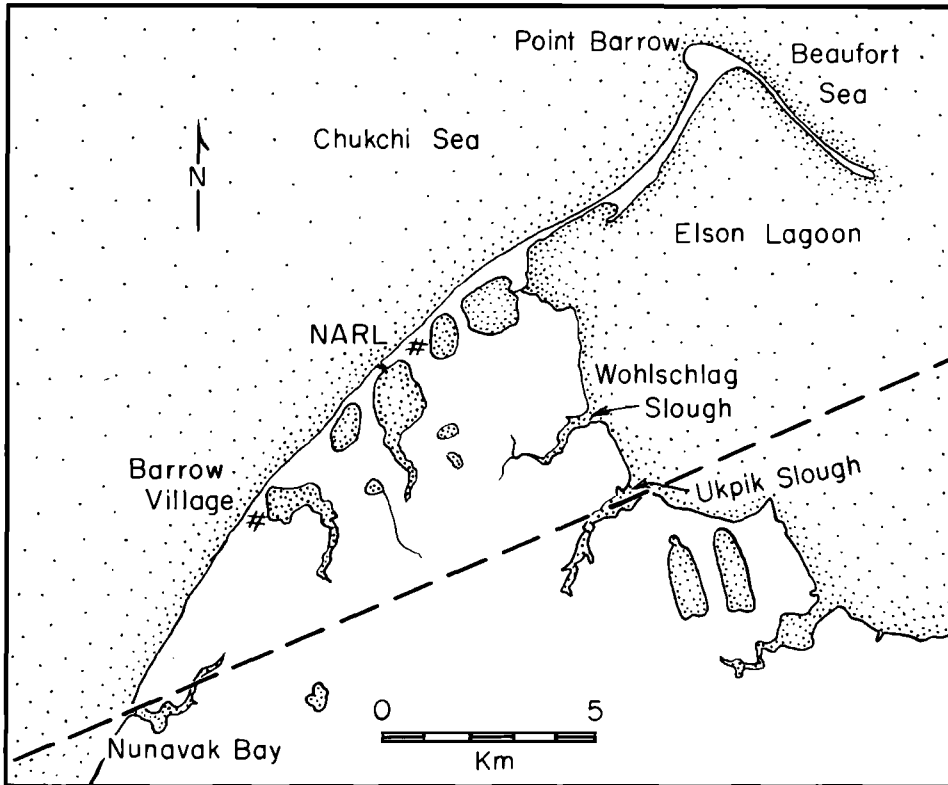 Point Barrow
Beaufort
Sea
Chukchi Sea
N
Elson Lagoon
NARL
#
Wohlschlag
Slough
Barrow
Village
#
Ukpik Slough
Nunavak Bay
0 5
Km